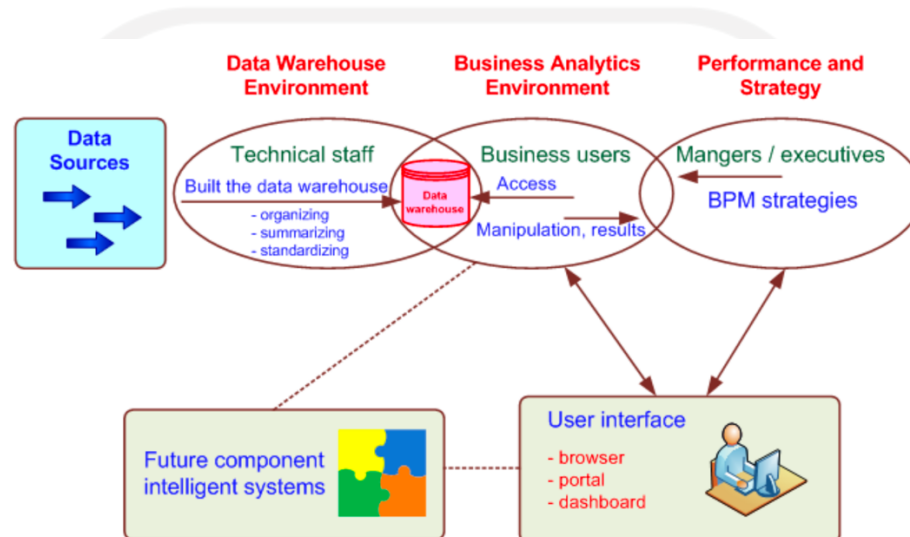 Data Warehouse
Environment
Business Analytics
Environment
Performance and
Strategy
Data
Sources
Technical staff
Built the data warehouse
- organizing
- summarizing
- standardizing
Data
warehouse
Business users
Access
Manipulation, results
Mangers / executives
BPM strategies
Future component
intelligent systems
User interface
- browser
- portal
- dashboard